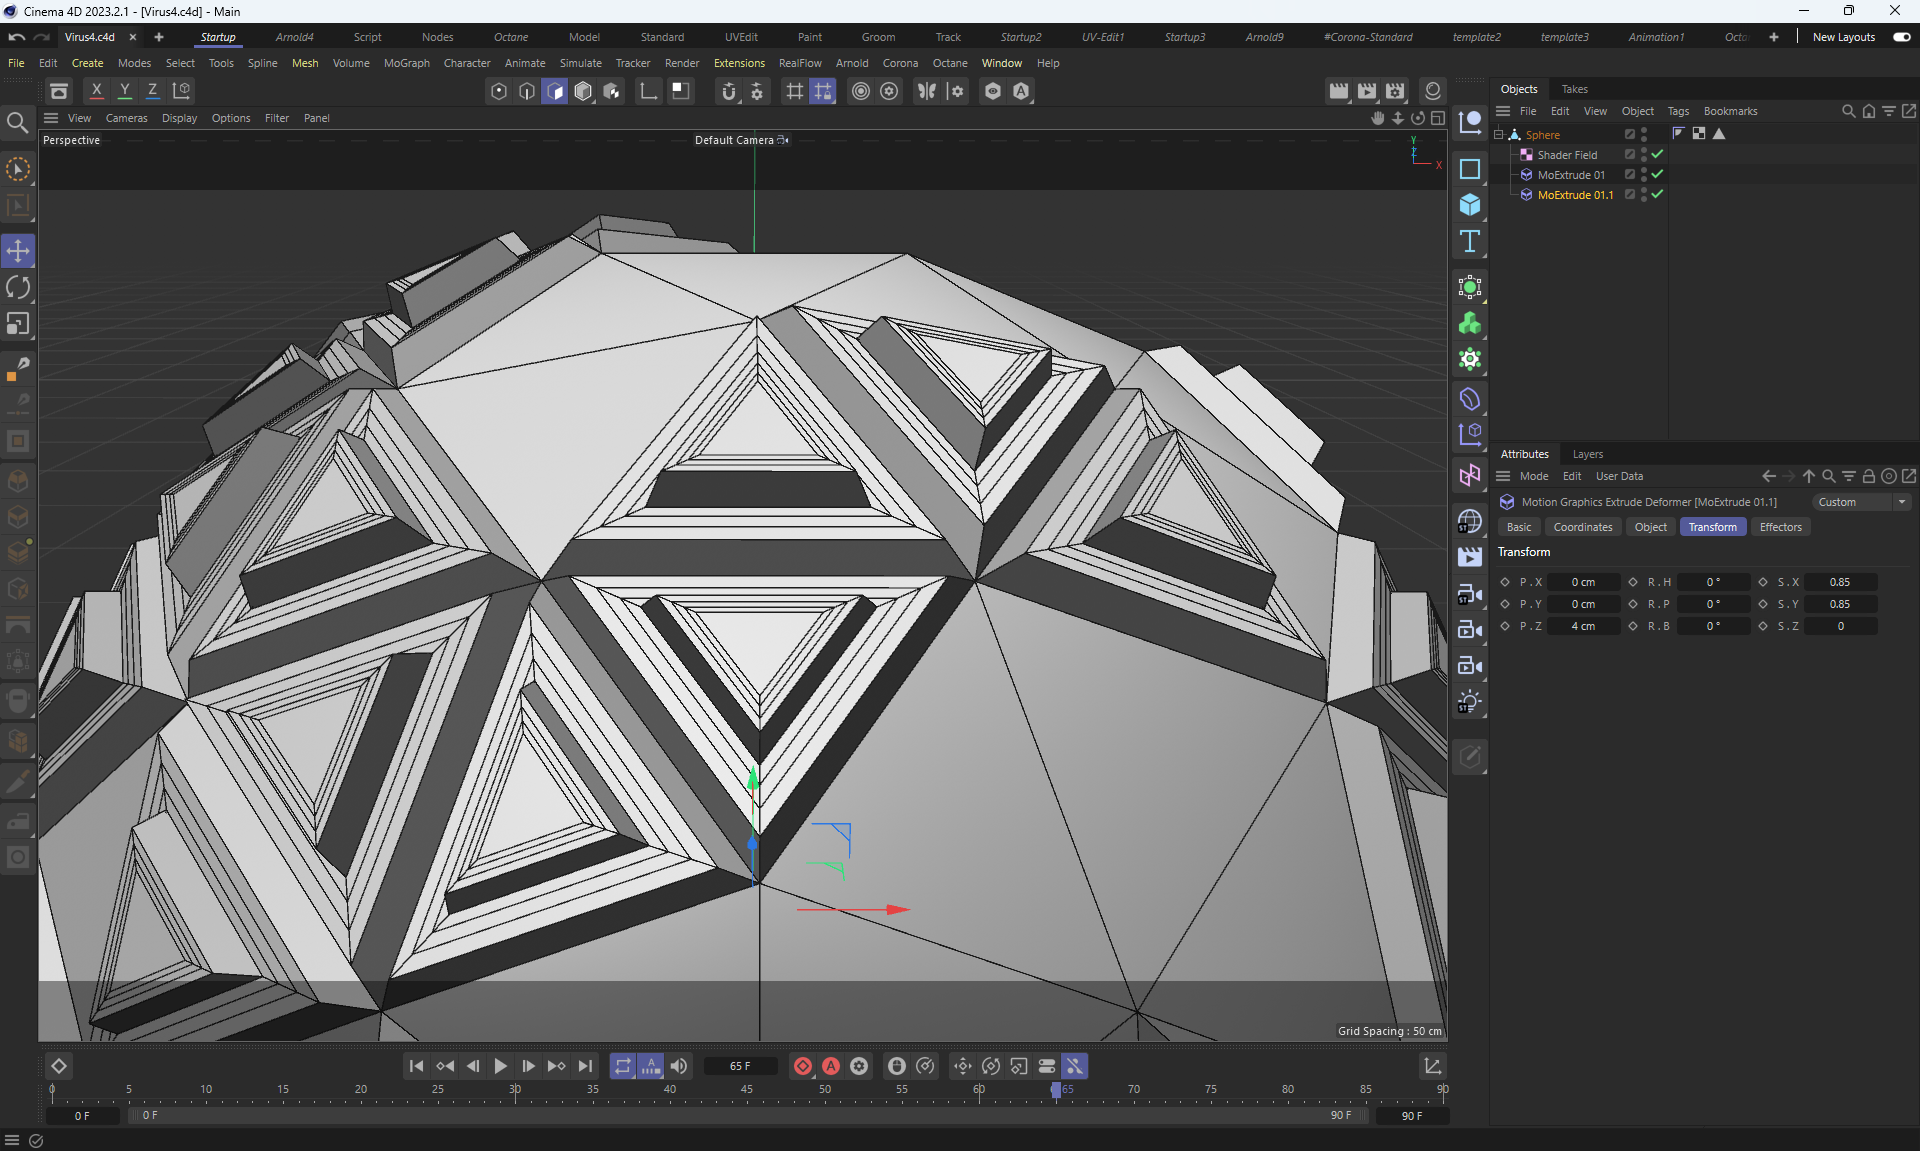 Cinema 4D 2023.2.1 - [Virus4.c4d] - Main
Virus4.c4d × + Startup Arnold4 Script Nodes Octane Model Standard UVEdit Paint Groom Track Startup2 UV-Edit1 Startup3 Arnold9 #Corona-Standard template2 template3 Animation1 Octa + New Layouts
File Edit Create Modes Select Tools Spline Mesh Volume MoGraph Character Animate Simulate Tracker Render Extensions RealFlow Arnold Corona Octane Window Help
X Y Z
View Cameras Display Options Filter Panel
Perspective
Default Camera
Y
Z
X
Grid Spacing : 50 cm
Objects Takes
File Edit View Object Tags Bookmarks
Sphere
Shader Field
MoExtrude 01
MoExtrude 01.1
Attributes Layers
Mode Edit User Data
Motion Graphics Extrude Deformer [MoExtrude 01.1] Custom
Basic Coordinates Object Transform Effectors
Transform
P . X 0 cm R . H 0 ° S . X 0.85
P . Y 0 cm R . P 0 ° S . Y 0.85
P . Z 4 cm R . B 0 ° S . Z 0
ST
ST
ST
65 F
0 5 10 15 20 25 30 35 40 45 50 55 60 65 70 75 80 85 90
0 F 0 F 90 F 90 F